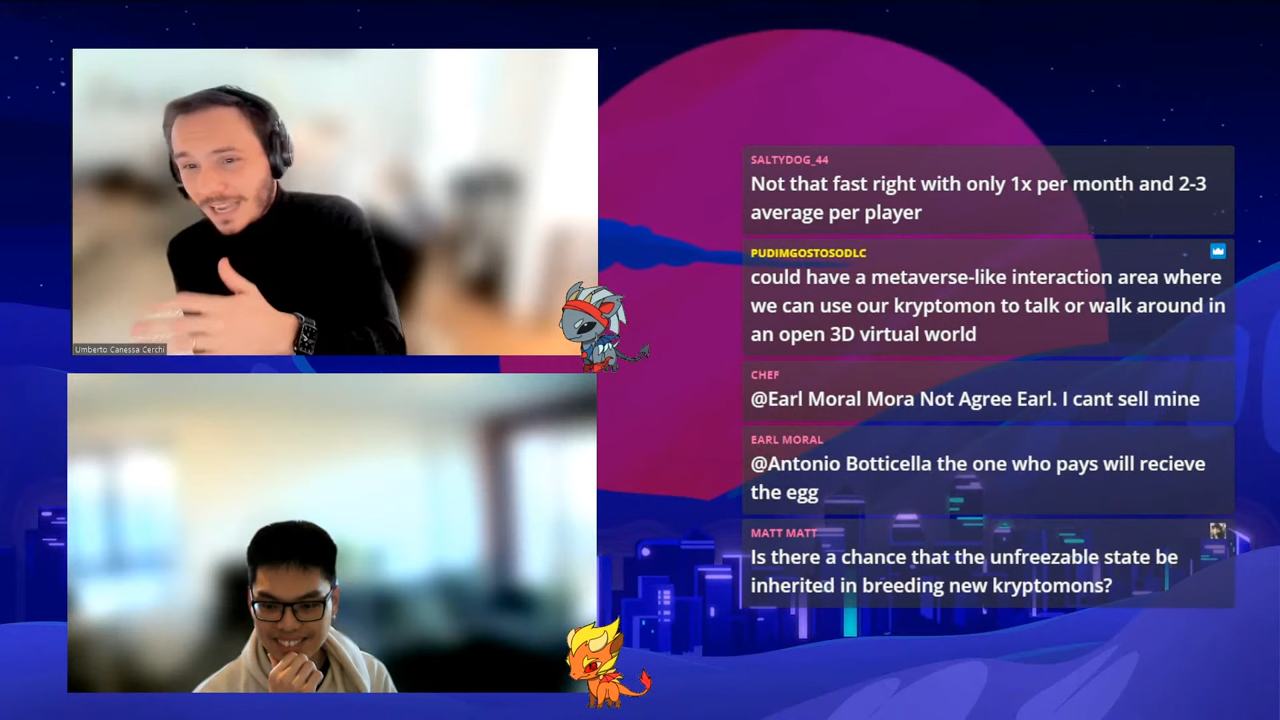 Umberto Canessa Cerchi
SALTYDOG_44
Not that fast right with only 1x per month and 2-3
average per player
PUDIMGOSTOSODLC
could have a metaverse-like interaction area where
we can use our kryptomon to talk or walk around in
an open 3D virtual world
CHEF
@Earl Moral Mora Not Agree Earl. I cant sell mine
EARL MORAL
@Antonio Botticella the one who pays will recieve
the egg
MATT MATT
Is there a chance that the unfreezable state be
inherited in breeding new kryptomons?